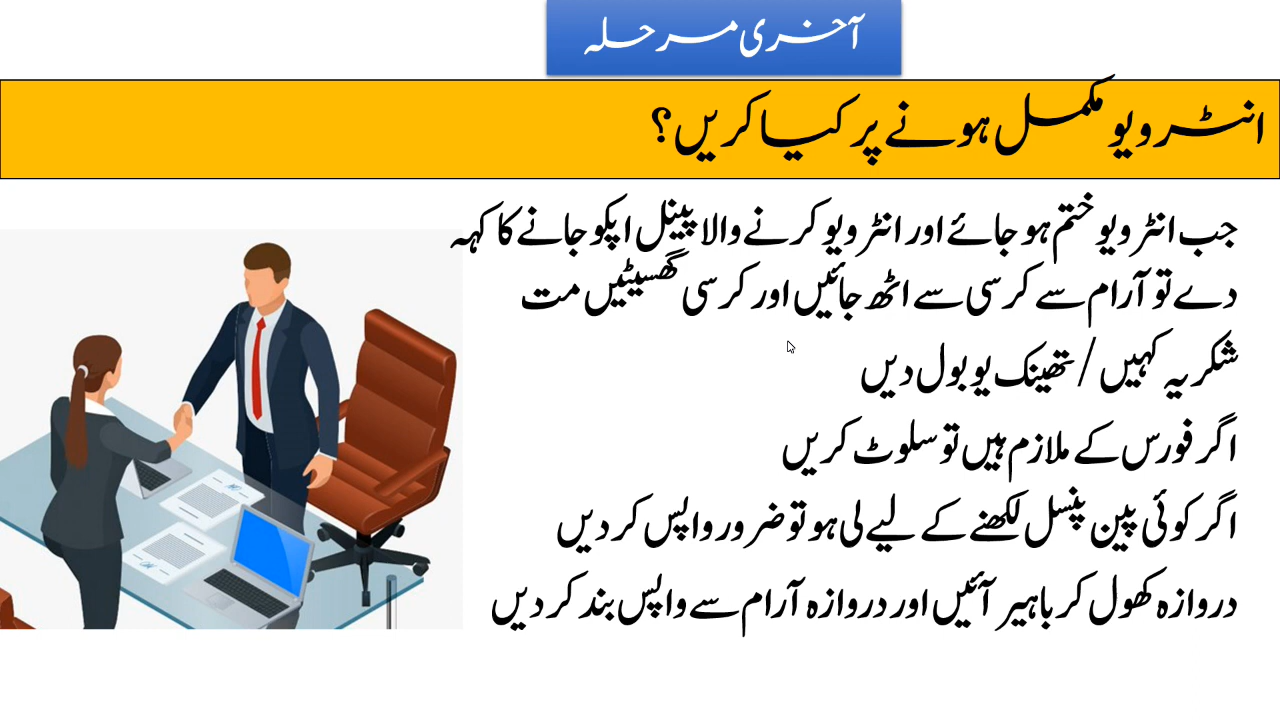 آخری مرحلہ
انٹرویو مکمل ہونے پر کیا کریں؟
جب انٹرویو ختم ہو جائے اور انٹرویو کرنے والا پینل اپکو جانے کا کہہ
دے تو آرام سے کرسی سے اٹھ جائیں اور کرسی گھسیٹیں مت
شکریہ کہیں / تھینک یو بول دیں
اگر فورس کے ملازم ہیں تو سلوٹ کریں
اگر کوئی پین پنسل لکھنے کے لیے لی ہو تو ضرور واپس کر دیں
دروازہ کھول کر باہیر آئیں اور دروازہ آرام سے واپس بند کر دیں